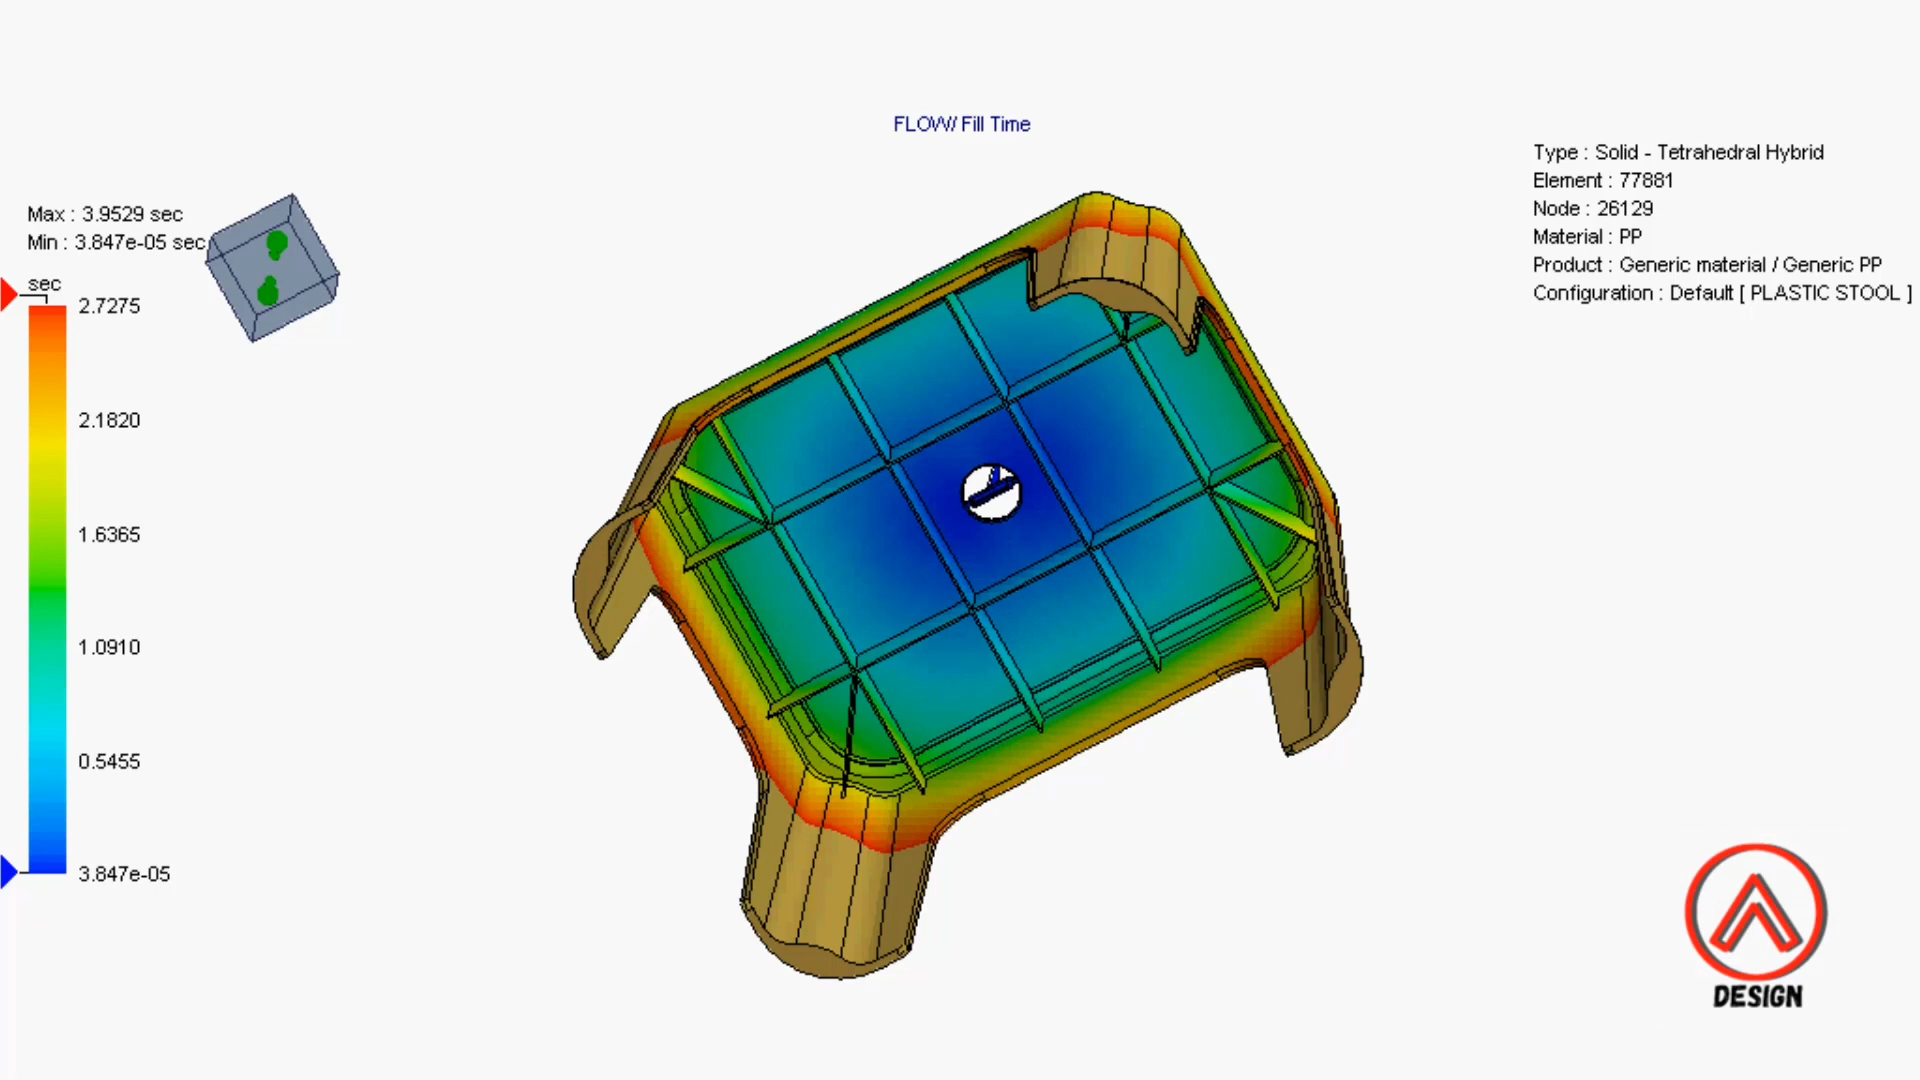 FLOW/ Fill Time
Type : Solid - Tetrahedral Hybrid
Element : 77881
Node : 26129
Material : PP
Product : Generic material / Generic PP
Configuration : Default [ PLASTIC STOOL ]
Max : 3.9529 sec
Min : 3.847e-05 sec
sec
2.7275
2.1820
1.6365
1.0910
0.5455
3.847e-05
DESIGN